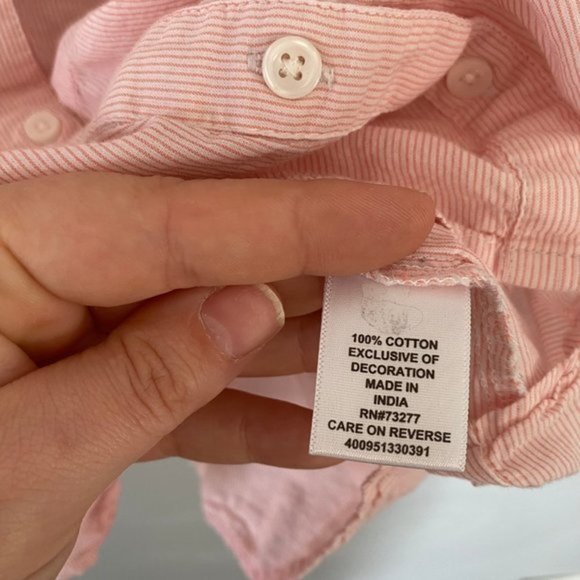 100% COTTON
EXCLUSIVE OF
DECORATION
MADE IN
INDIA
RN#73277
CARE ON REVERSE
400951330391